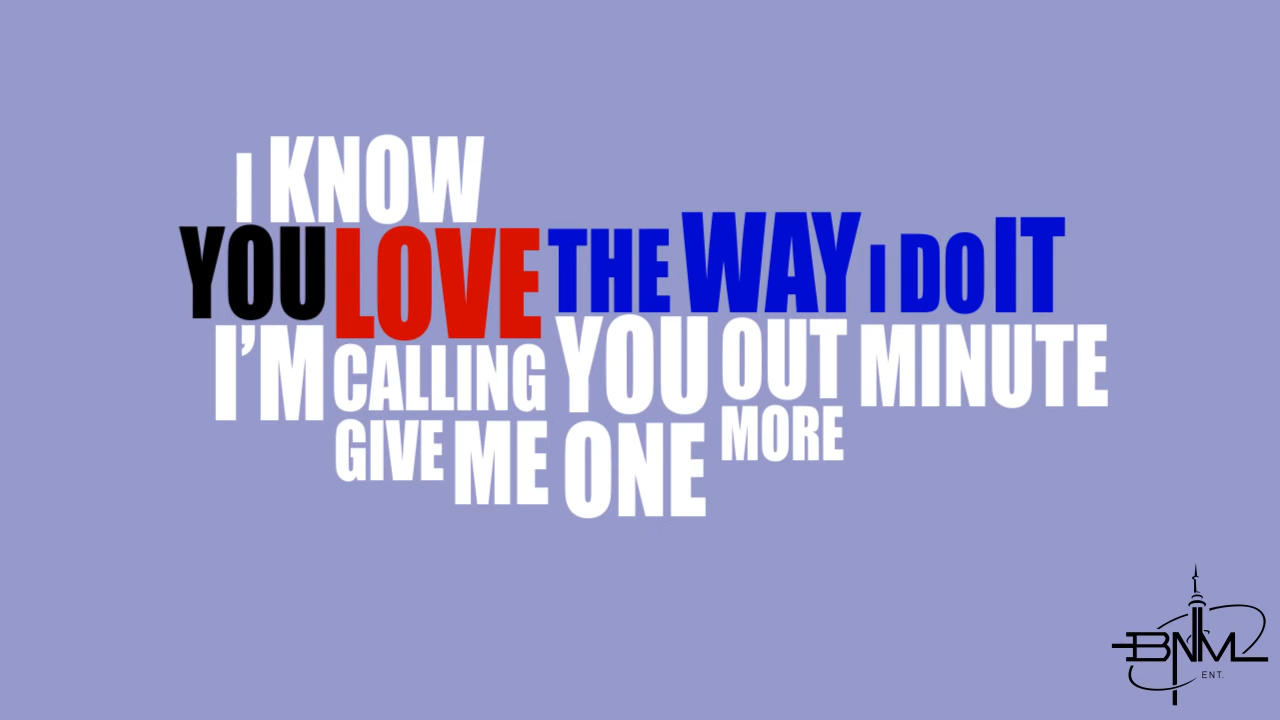 I KNOW
YOU LOVE THE WAY I DO IT
I'M CALLING YOU OUT MINUTE
GIVE ME ONE MORE
BNM
ENT.